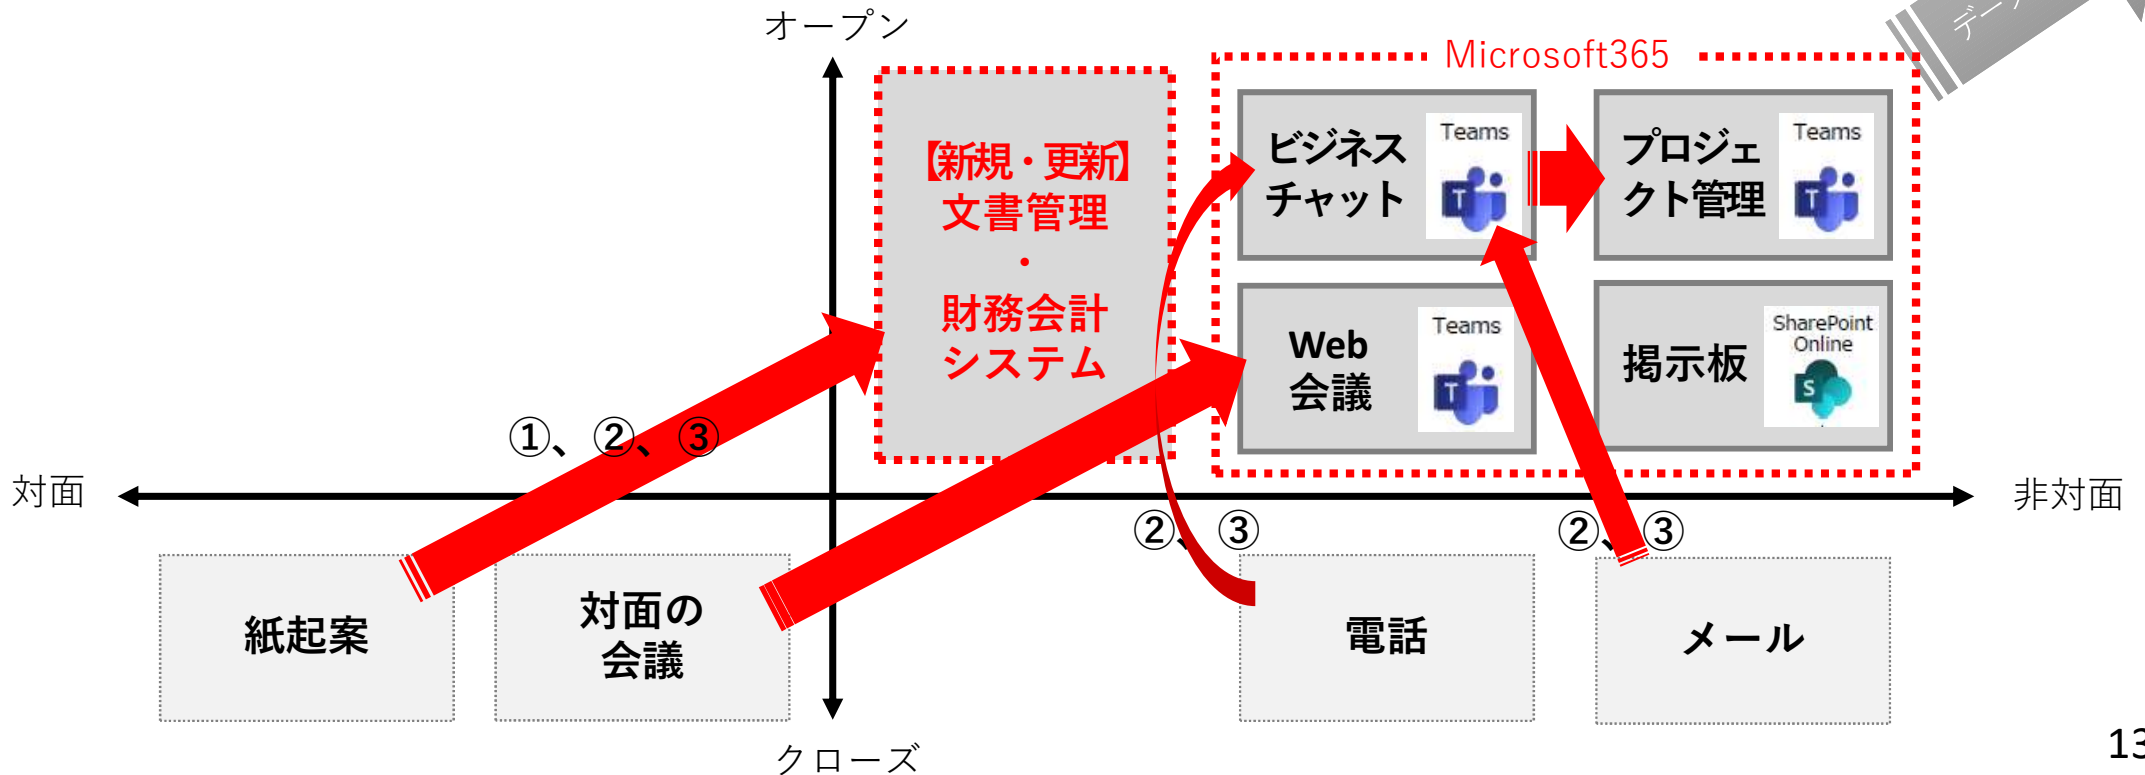 オープン
データ
Microsoft365
【新規・更新】
文書管理
・
財務会計
システム
ビジネス
チャット
Teams
プロジェ
クト管理
Teams
Web
会議
Teams
掲示板
SharePoint
Online
①、②、③
対面
非対面
②、③
②、③
紙起案
対面の
会議
電話
メール
クローズ
13